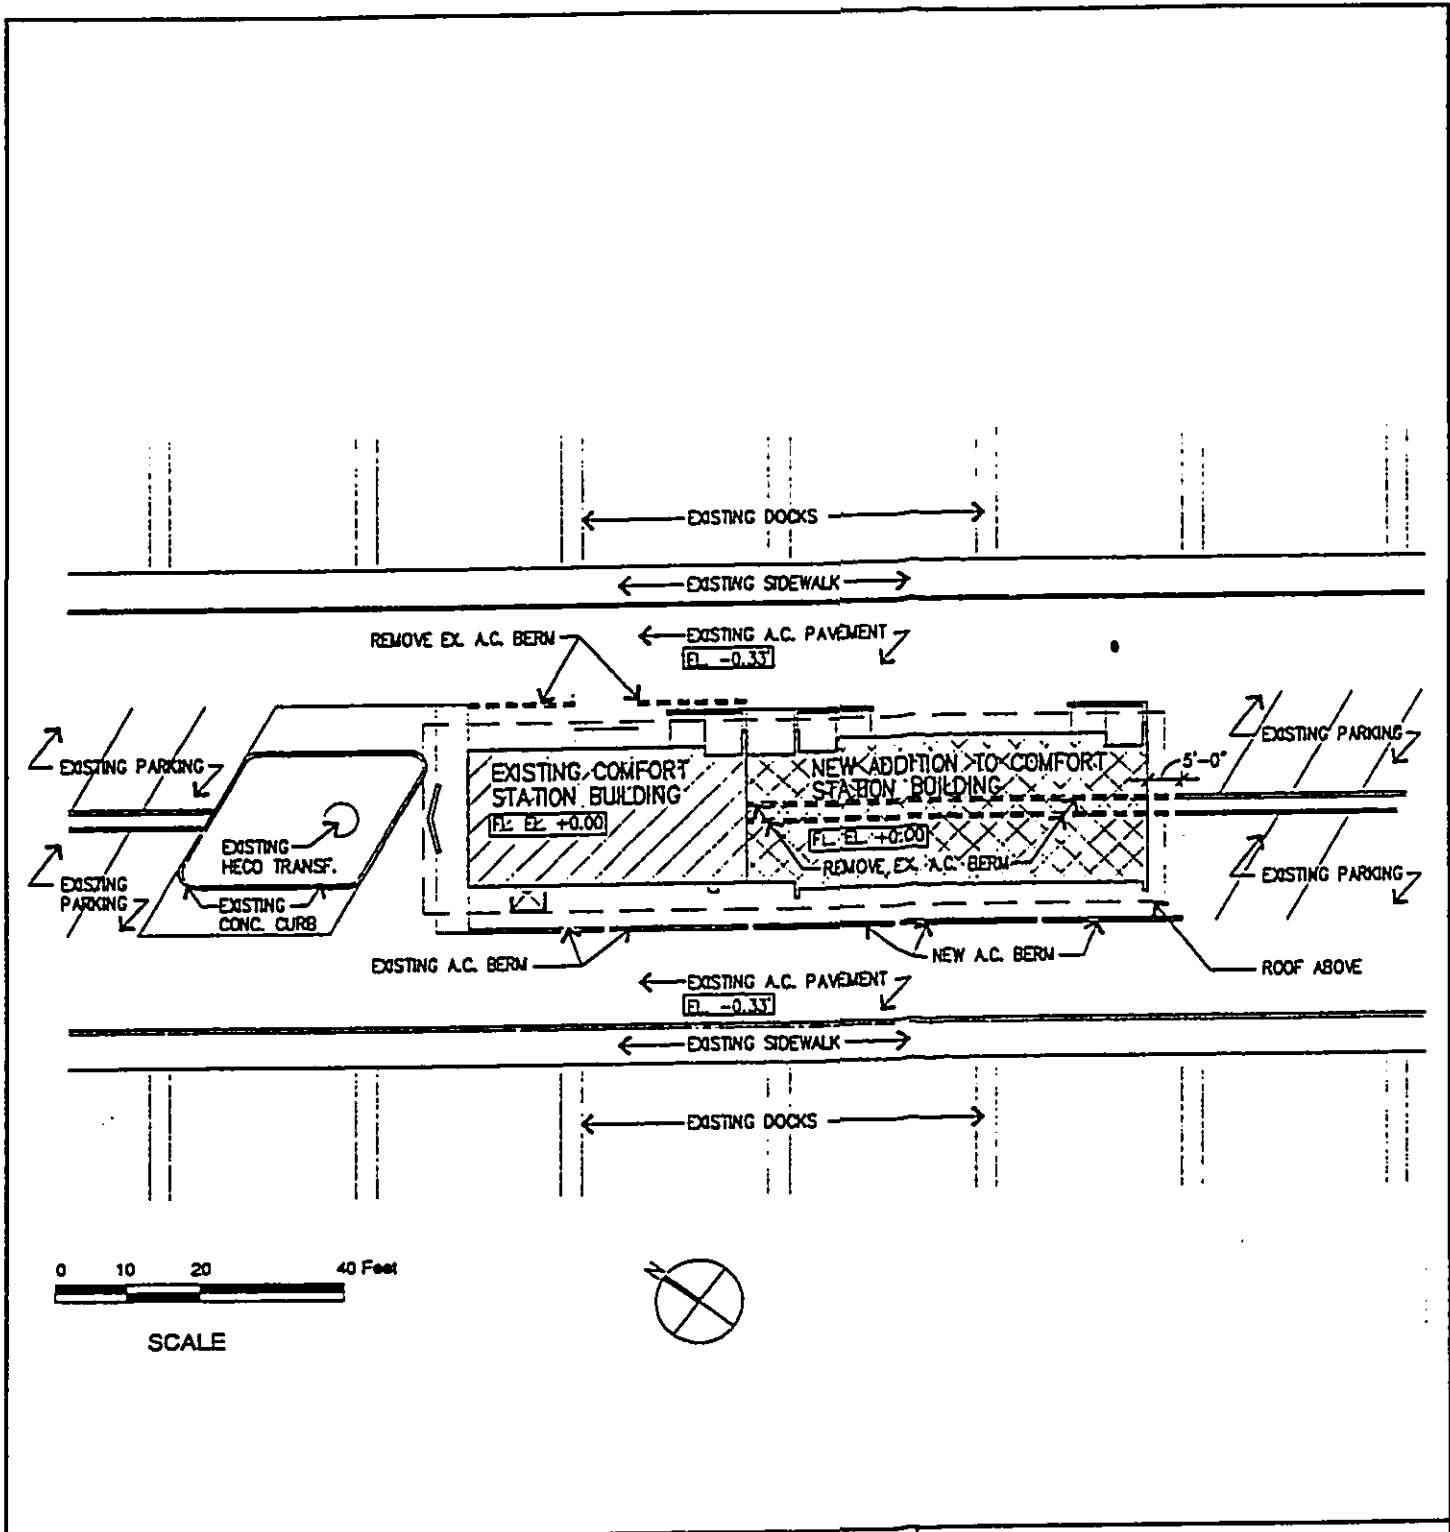 EXISTING DOCKS
EXISTING SIDEWALK
REMOVE EX. A.C. BERM
EXISTING A.C. PAVEMENT
EL. -0.33'
EXISTING PARKING
EXISTING PARKING
5'-0"
EXISTING COMFORT
STATION BUILDING
FL. EL. +0.00
NEW ADDITION TO COMFORT
STATION BUILDING
FL. EL. +0.00
REMOVE EX. A.C. BERM
EXISTING
HECO TRANSF.
EXISTING
PARKING
EXISTING
CONC. CURB
EXISTING PARKING
EXISTING A.C. BERM
NEW A.C. BERM
ROOF ABOVE
EXISTING A.C. PAVEMENT
EL. -0.33'
EXISTING SIDEWALK
EXISTING DOCKS
0 10 20 40 Feet
SCALE
N